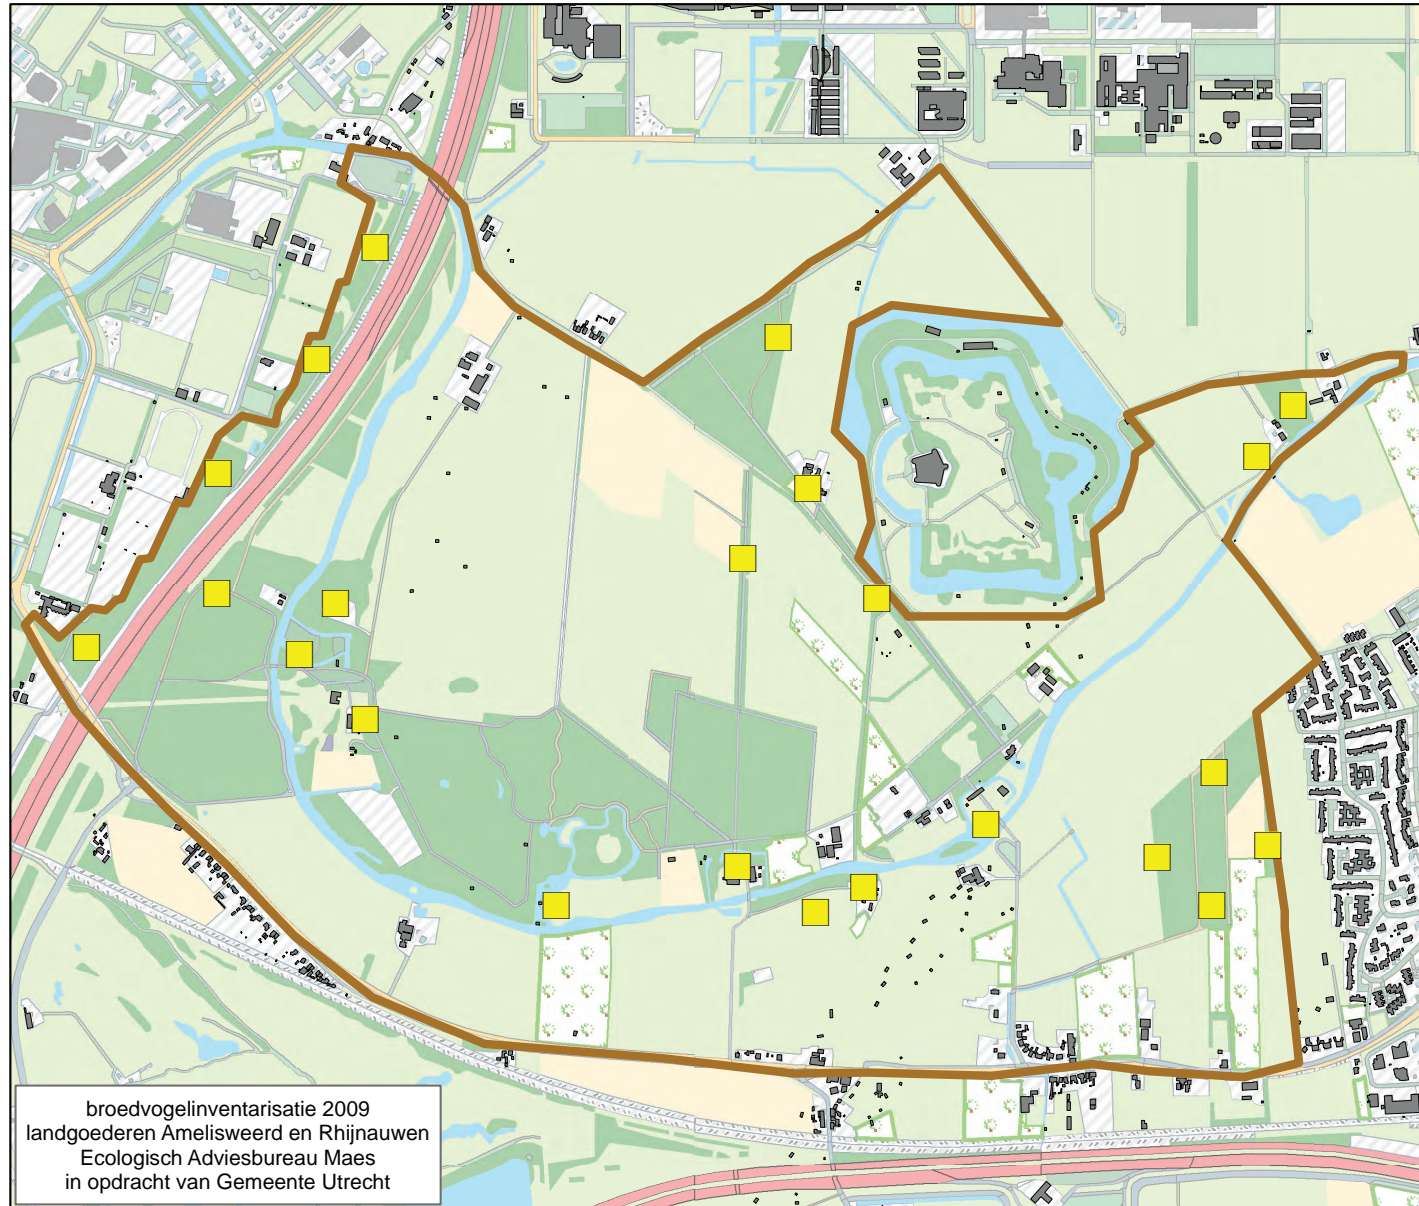 broedvogelinventarisatie 2009
landgoederen Amelisweerd en Rhijnauwen
Ecologisch Adviesbureau Maes
in opdracht van Gemeente Utrecht